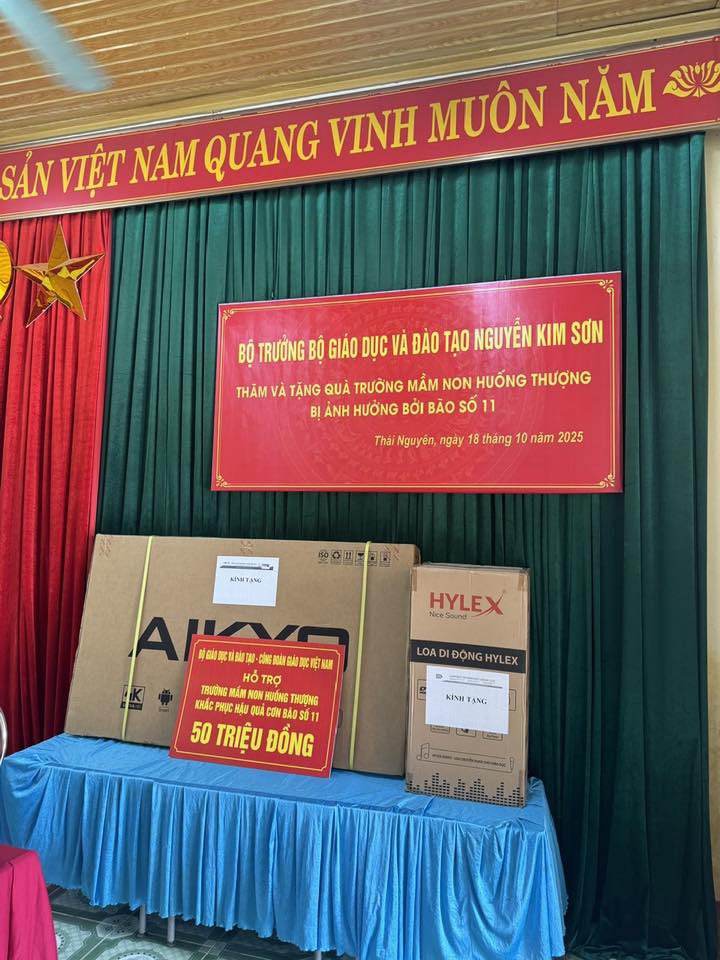 SẢN VIỆT NAM QUANG VINH MUÔN NĂM
BỘ TRƯỞNG BỘ GIÁO DỤC VÀ ĐÀO TẠO NGUYỄN KIM SƠN
THĂM VÀ TẶNG QUÀ TRƯỜNG MẦM NON HUỐNG THƯỢNG
BỊ ẢNH HƯỞNG BỞI BÃO SỐ 11
Thái Nguyên, ngày 18 tháng 10 năm 2025
ISO
KÍNH TẶNG
4K
BỘ GIÁO DỤC VÀ ĐÀO TẠO - CÔNG ĐOÀN GIÁO DỤC VIỆT NAM
HỖ TRỢ
TRƯỜNG MẦM NON HUỐNG THƯỢNG
KHẮC PHỤC HẬU QUẢ CƠN BÃO SỐ 11
50 TRIỆU ĐỒNG
HYLEX
Nice Sound
LOA DI ĐỘNG HYLEX
KÍNH TẶNG